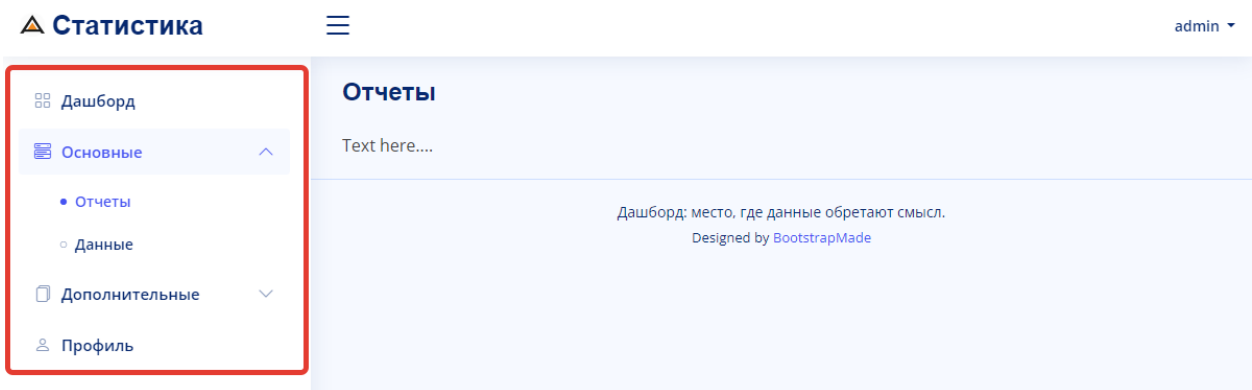 Статистика
admin
Дашборд
Основные
Отчеты
Данные
Дополнительные
Профиль
Отчеты
Text here....
Дашборд: место, где данные обретают смысл.
Designed by BootstrapMade